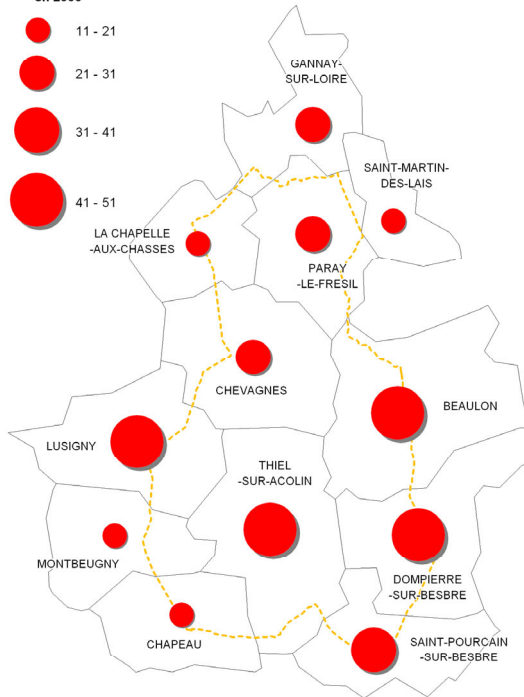 11 - 21
21 - 31
31 - 41
41 - 51
GANNAY-
SUR-LOIRE
SAINT-MARTIN-
DES-LAIS
LA CHAPELLE
-AUX-CHASSES
PARAY
-LE-FRESIL
CHEVAGNES
BEAULON
LUSIGNY
THIEL
-SUR-ACOLIN
MONTBEUGNY
DOMPIERRE
-SUR-BESBRE
CHAPEAU
SAINT-POURCAIN
-SUR-BESBRE